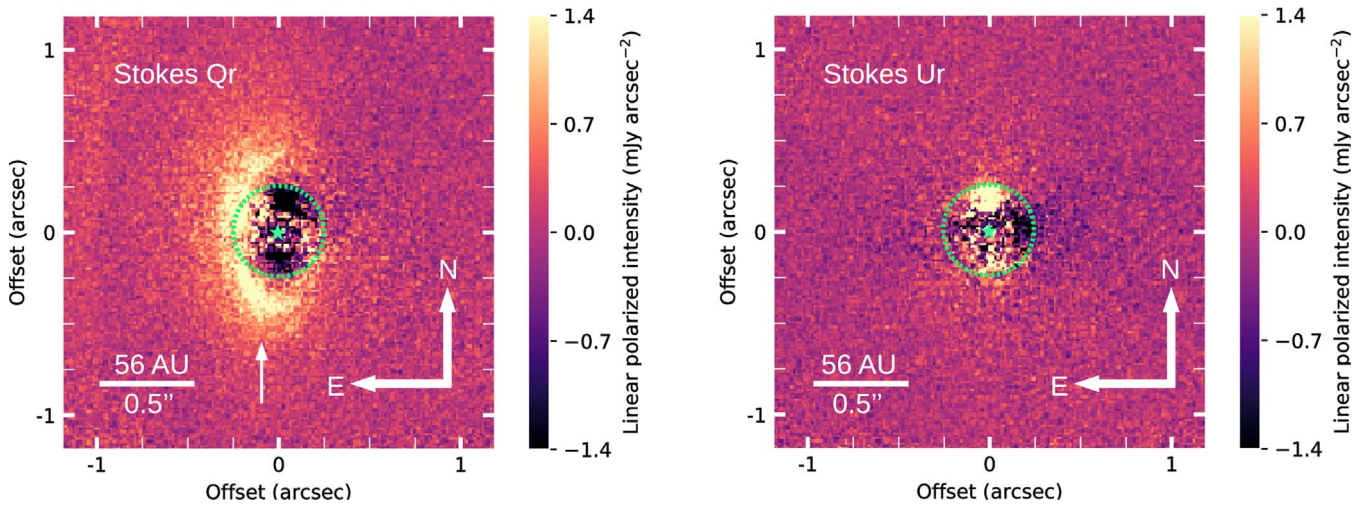 Stokes Qr
Offset (arcsec)
1
0
-1
N
E
56 AU
0.5’’
-1
0
1
Offset (arcsec)
1.4
0.7
0.0
−0.7
−1.4
Linear polarized intensity (mJy arcsec−2)
Stokes Ur
Offset (arcsec)
1
0
-1
N
E
56 AU
0.5’’
-1
0
1
Offset (arcsec)
1.4
0.7
0.0
−0.7
−1.4
Linear polarized intensity (mJy arcsec−2)